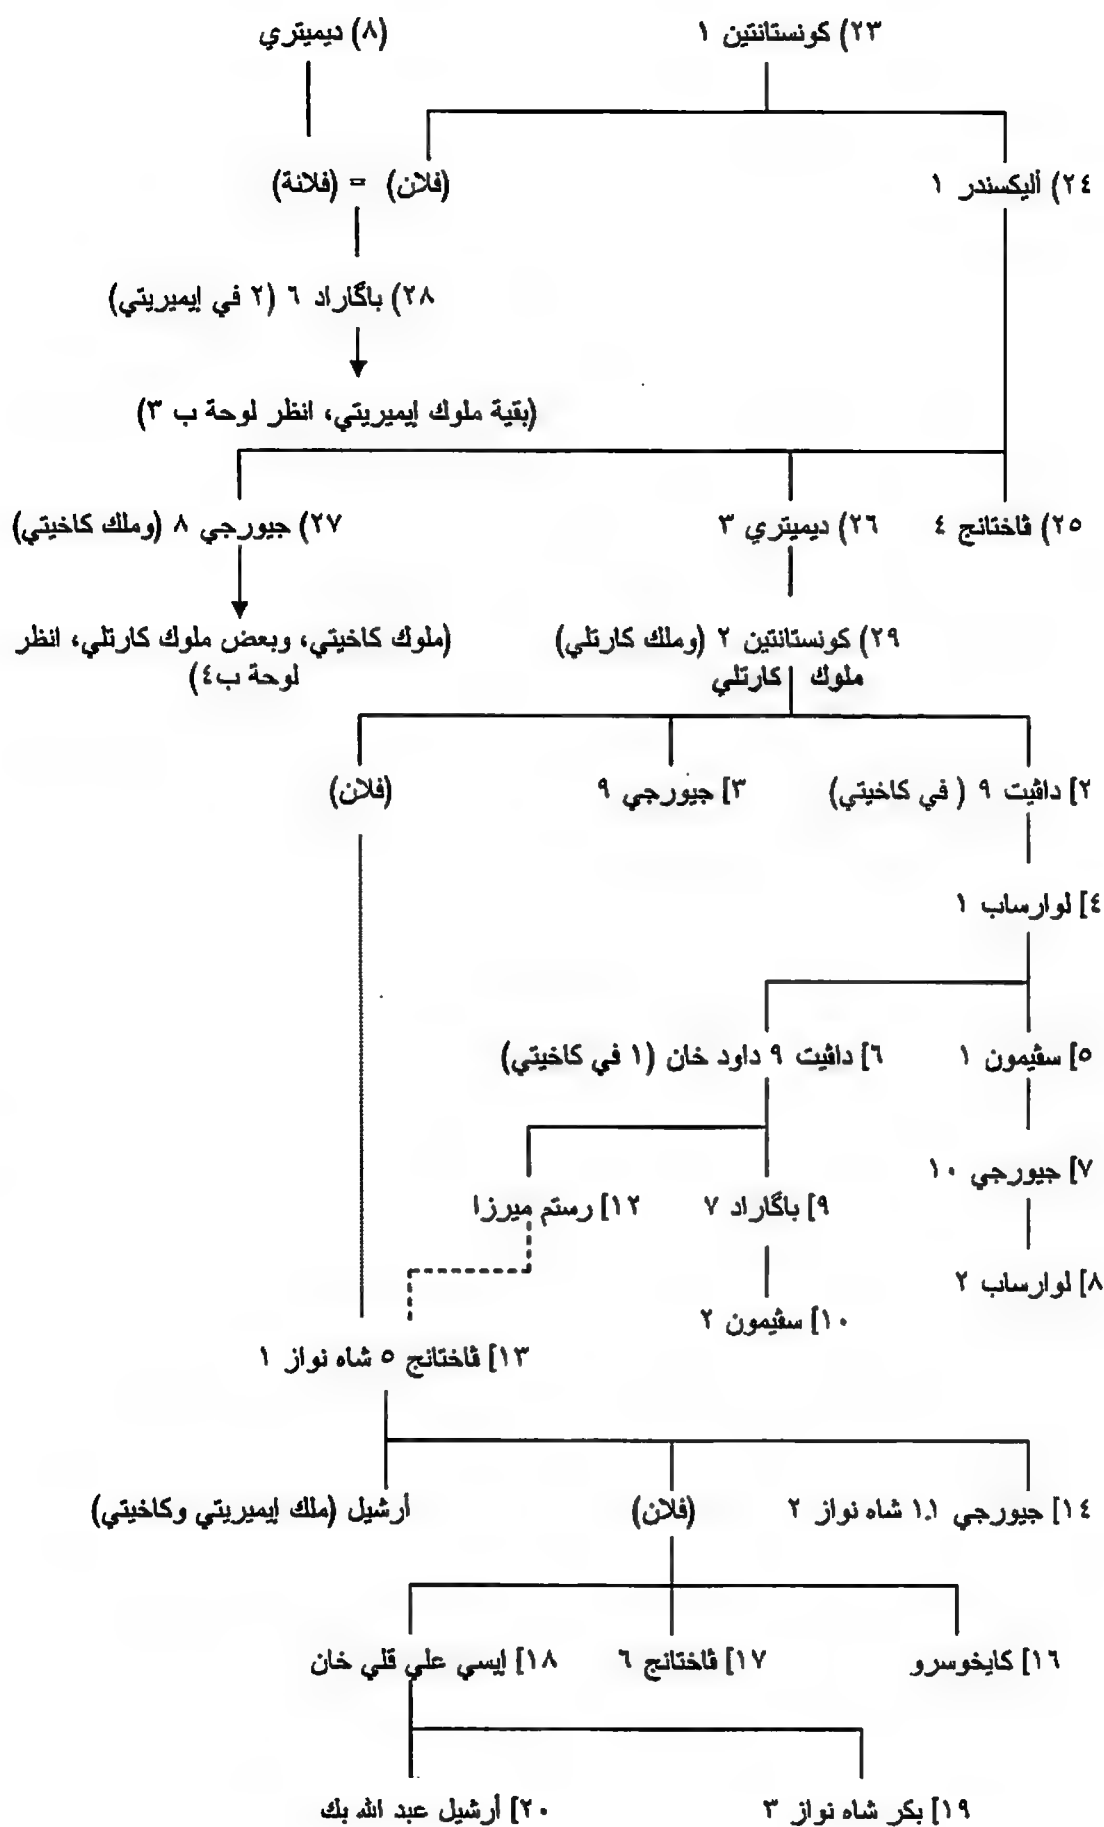 ٢٣) كونستانتين ١
(٨) ديميتري
٢٤) أليكسندر ١
(فلان) = (فلانة)
٢٨) باگاراد ٦ (٢ في إيميريتي)
(بقية ملوك إيميريتي، انظر لوحة ب ٣)
٢٥) ڤاختانج ٤
٢٦) ديميتري ٣
٢٧) جيورجي ٨ (وملك كاخيتي)
٢٩) كونستانتين ٢ (وملك كارتلي)
ملوك كارتلي
(ملوك كاخيتي، وبعض ملوك كارتلي، انظر
لوحة ب٤)
٢] داڤيت ٩ ( في كاخيتي)
٣] جيورجي ٩
(فلان)
٤] لوارساب ١
٥] سڤيمون ١
٦] داڤيت ٩ داود خان (١ في كاخيتي)
٧] جيورجي ١٠
٩] باگاراد ٧
١٢] رستم ميرزا
٨] لوارساب ٢
١٠] سڤيمون ٢
١٣] ڤاختانج ٥ شاه نواز ١
١٤] جيورجي ١.١ شاه نواز ٢
(فلان)
أرشيل (ملك إيميريتي وكاخيتي)
١٦] كايخوسرو
١٧] ڤاختانج ٦
١٨] إيسي علي قلي خان
١٩] بكر شاه نواز ٣
٢٠] أرشيل عبد الله بك